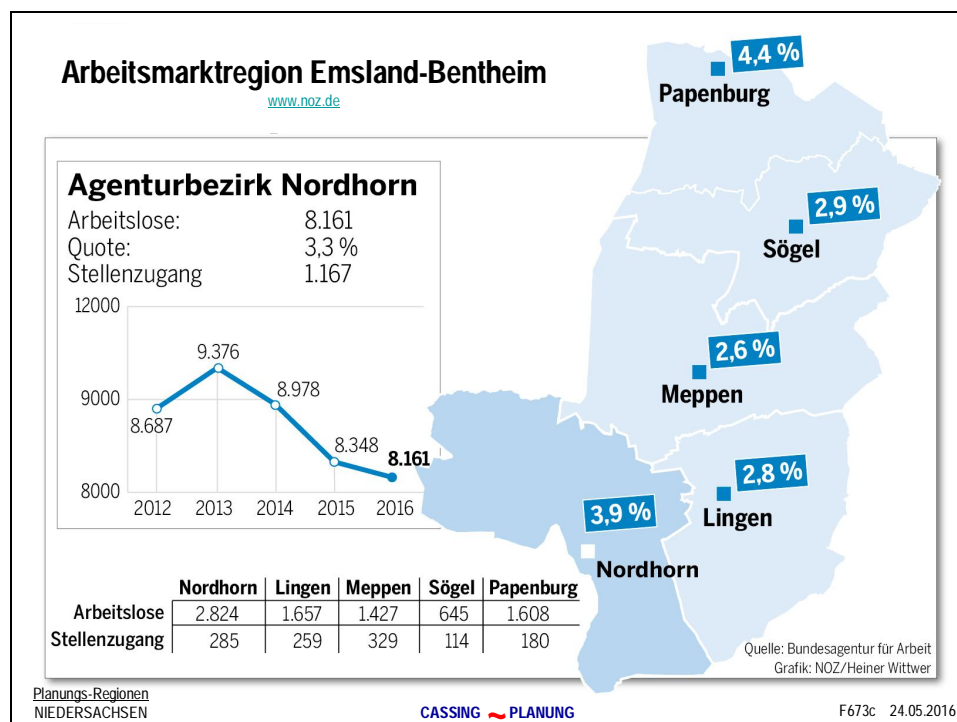 Arbeitsmarktregion Emsland-Bentheim
www.noz.de
Agenturbezirk Nordhorn
Arbeitslose: 8.161
Quote: 3,3 %
Stellenzugang 1.167
12000
9000
8000
8.687
9.376
8.978
8.348
8.161
2012 2013 2014 2015 2016
4,4 %
Papenburg
2,9 %
Sögel
2,6 %
Meppen
2,8 %
Lingen
3,9 %
Nordhorn
Nordhorn Lingen Meppen Sögel Papenburg
Arbeitslose 2.824 1.657 1.427 645 1.608
Stellenzugang 285 259 329 114 180
Quelle: Bundesagentur für Arbeit
Grafik: NOZ/Heiner Wittwer
Planungs-Regionen
NIEDERSACHSEN
CASSING ~ PLANUNG
F673c 24.05.2016